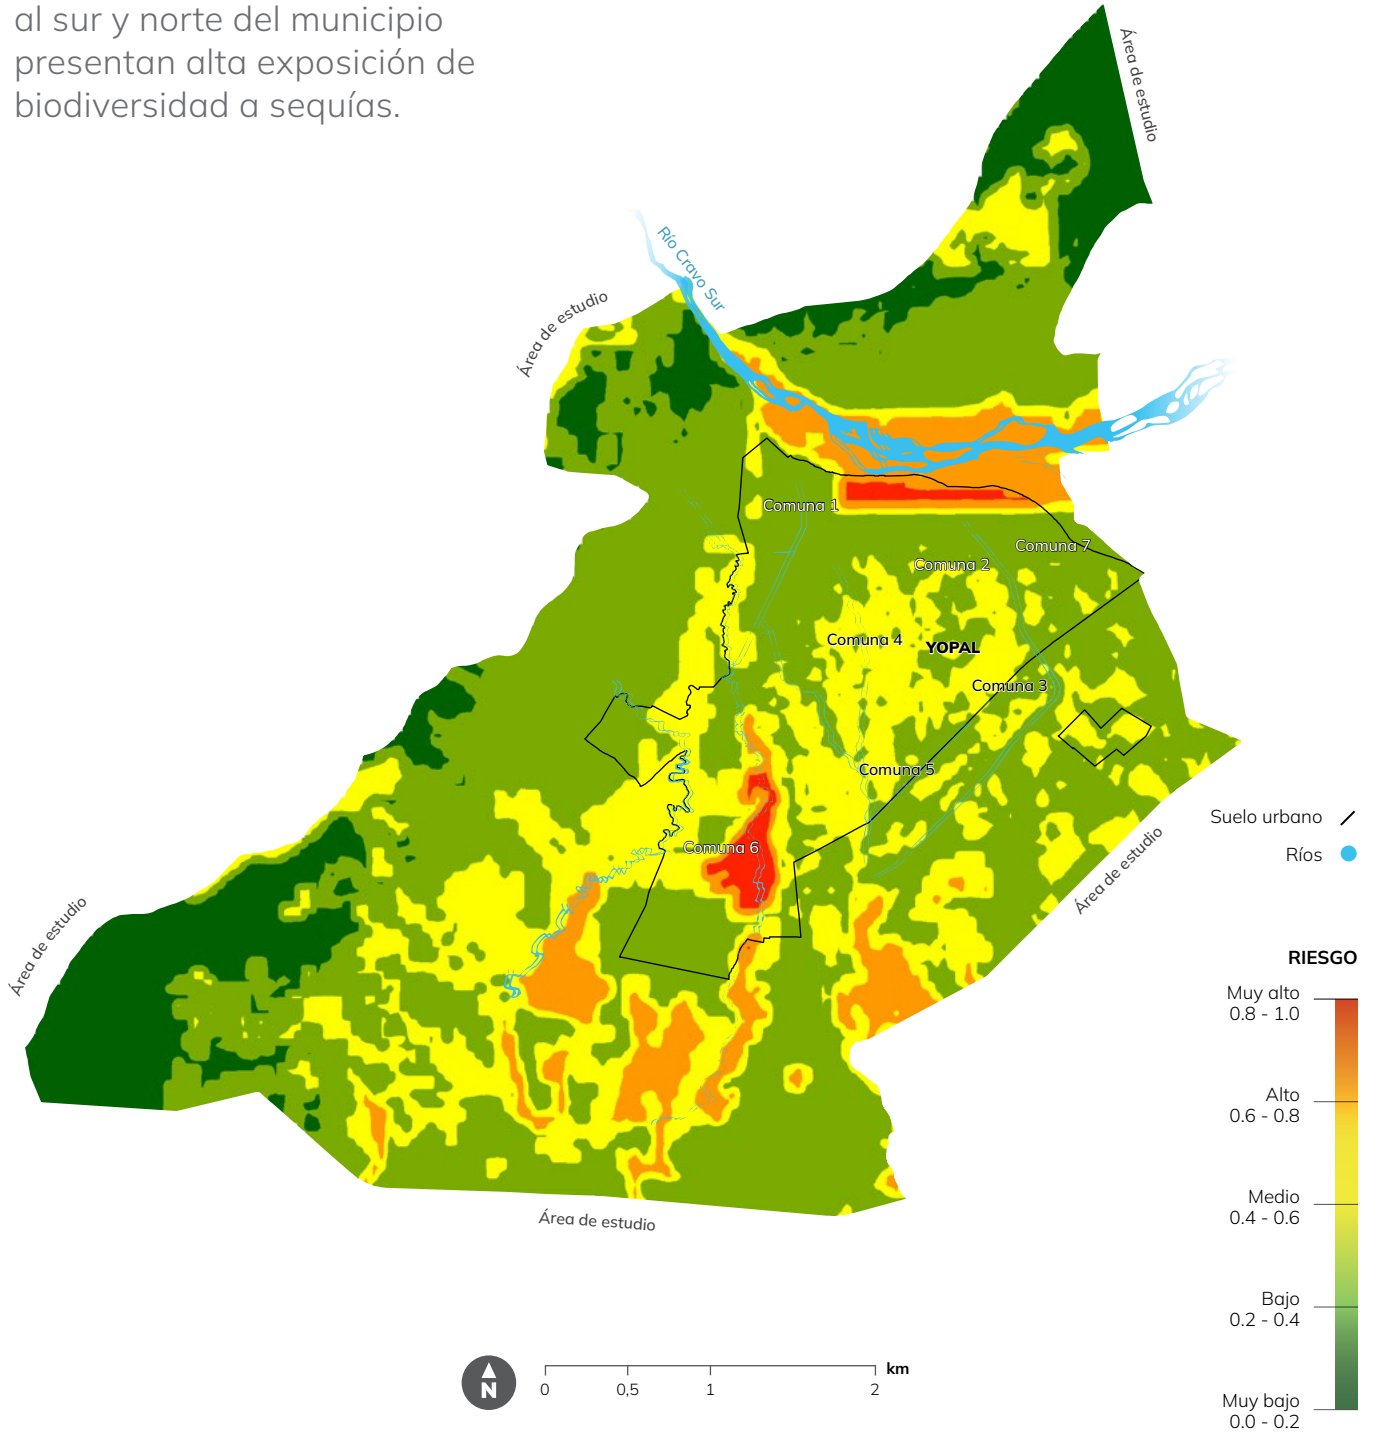 al sur y norte del municipio
presentan alta exposición de
biodiversidad a sequías.
Área de estudio
Río Cravo Sur
Área de estudio
Comuna 1
Comuna 7
Comuna 2
Comuna 4
YOPAL
Comuna 3
Comuna 5
Comuna 6
Suelo urbano
Ríos
Área de estudio
Área de estudio
RIESGO
Muy alto
0.8 - 1.0
Alto
0.6 - 0.8
Medio
0.4 - 0.6
Bajo
0.2 - 0.4
Muy bajo
0.0 - 0.2
Área de estudio
N
km
0 0,5 1 2